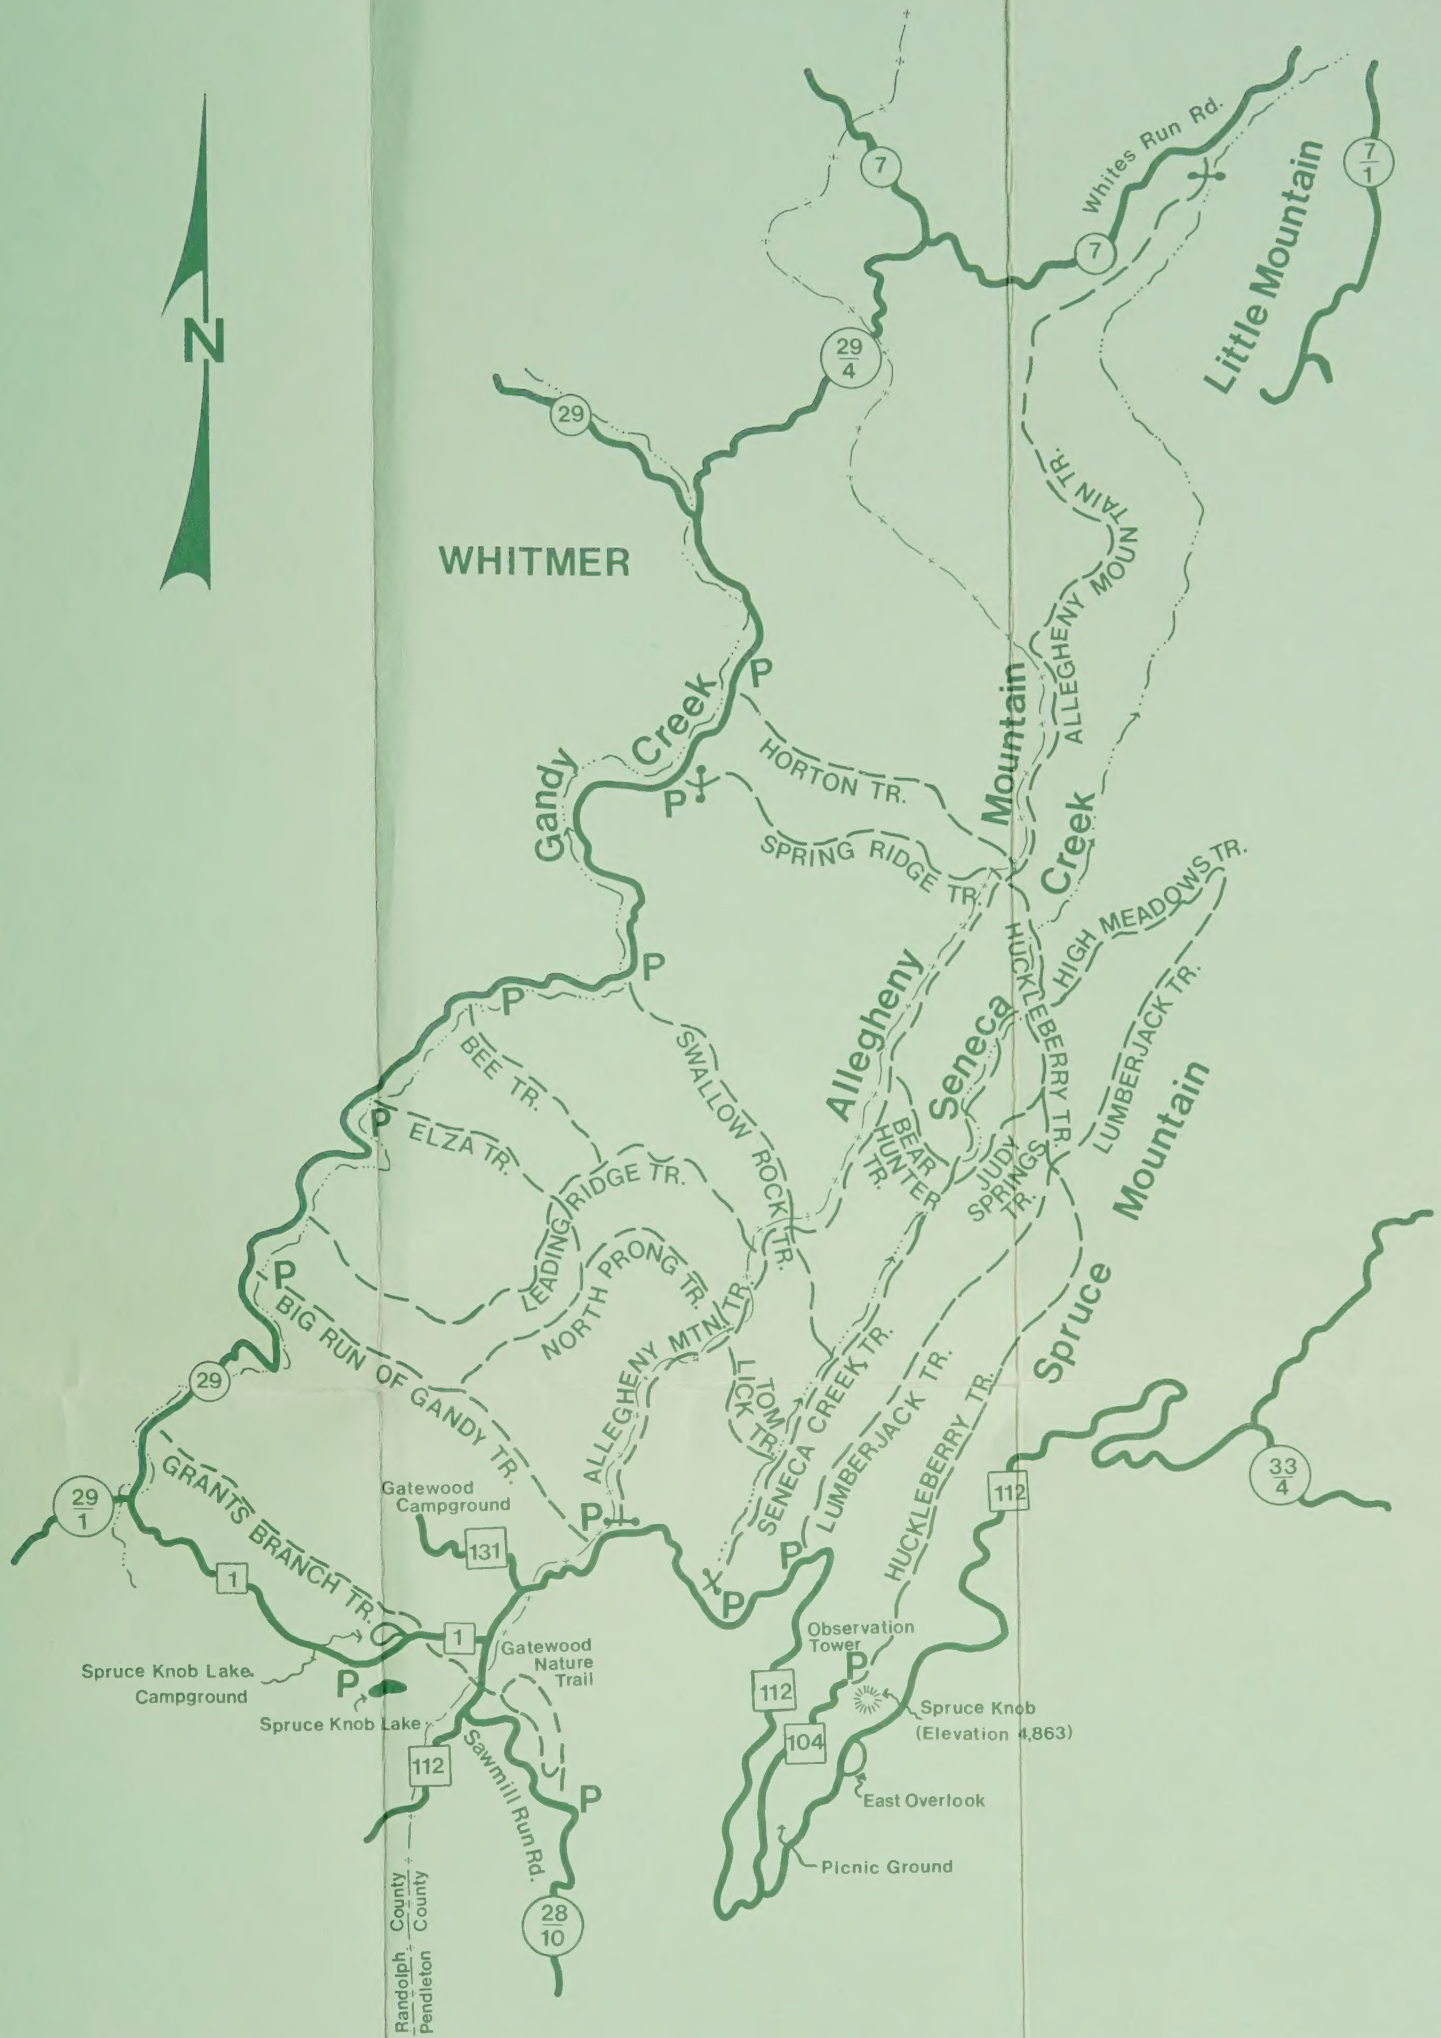 7
Whites Run Rd.
7
1
7
Little Mountain
N
29
4
29
WHITMER
ALLEGHENY MOUNTAIN TR.
P
Gandy Creek
P
HORTON TR.
Allegheny Mountain
SPRING RIDGE TR.
Seneca Creek
HIGH MEADOWS TR.
HUCKLEBERRY TR.
P
P
BEE TR.
SWALLOW ROCK TR.
LUMBERJACK TR.
P
ELZA TR.
BEAR
HUNTER
TR.
JUDY
SPRINGS
TR.
Spruce Mountain
LEADING RIDGE TR.
NORTH PRONG TR.
P
BIG RUN OF GANDY TR.
ALLEGHENY MTN. TR.
TOM
LICK TR.
SENECA CREEK TR.
LUMBERJACK TR.
HUCKLEBERRY TR.
29
GRANTS BRANCH TR.
29
1
Gatewood
Campground
P
131
112
33
4
1
P
P
1
Gatewood
Nature
Trail
Observation
Tower
P
Spruce Knob Lake
Campground
P
Spruce Knob Lake
112
104
Spruce Knob
(Elevation 4,863)
112
Sawmill Run Rd.
P
East Overlook
Picnic Ground
28
10
Randolph County
Pendleton County